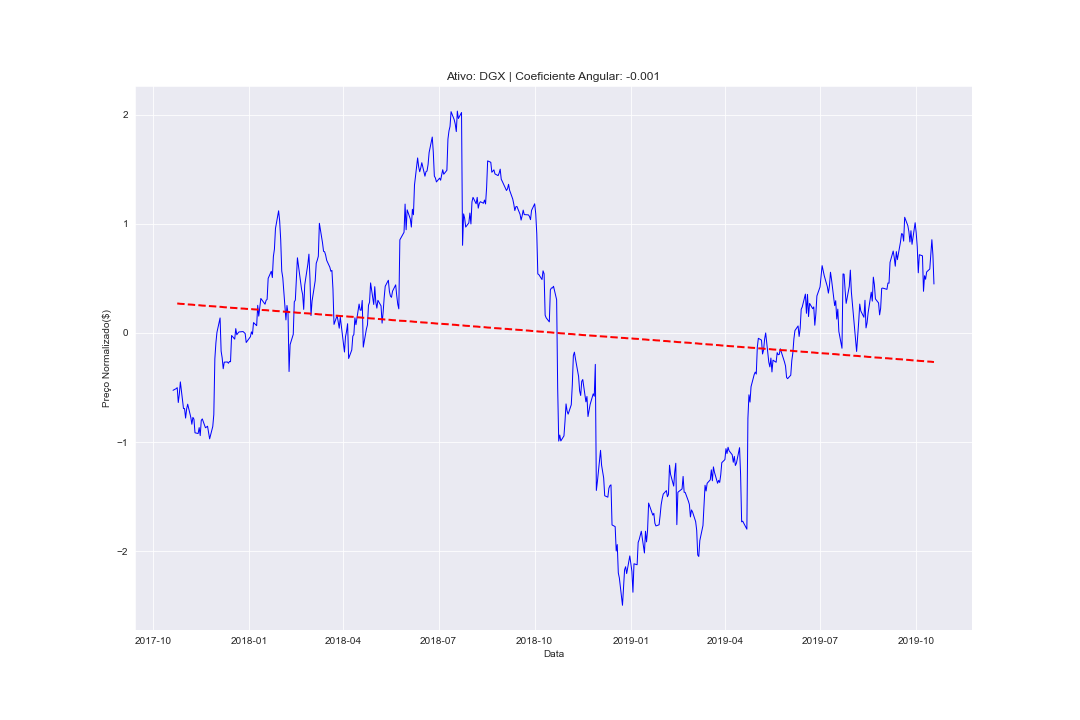 Ativo: DGX | Coeficiente Angular: -0.001
Preço Normalizado($)
2
1
0
−1
−2
2017-10 2018-01 2018-04 2018-07 2018-10 2019-01 2019-04 2019-07 2019-10
Data